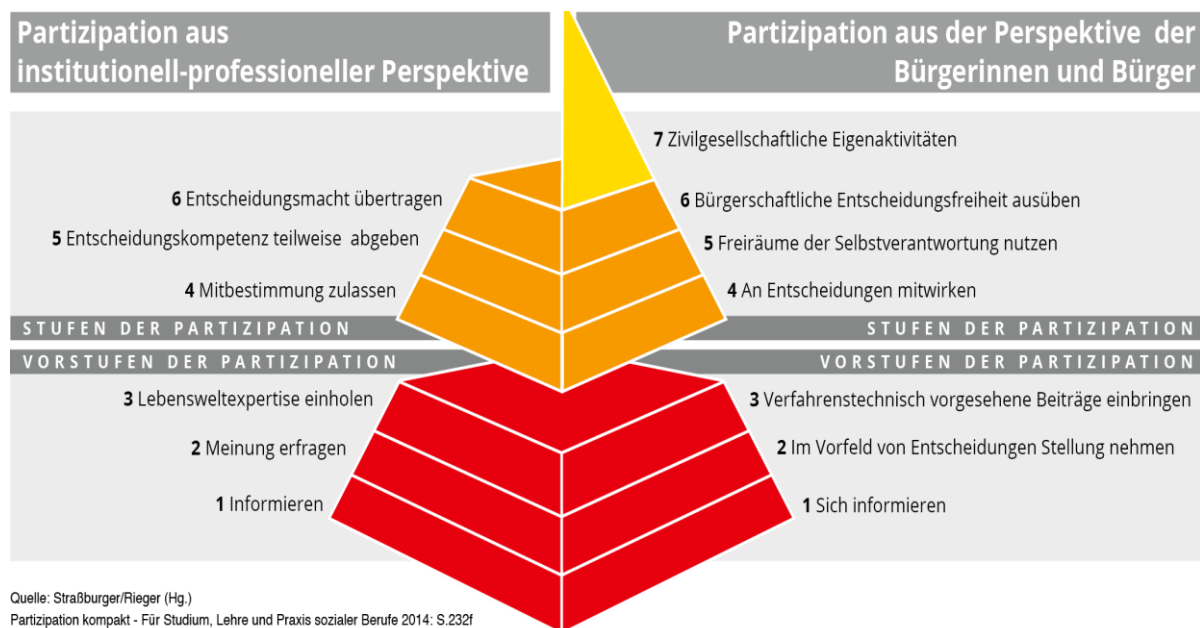 Partizipation aus
institutionell-professioneller Perspektive
Partizipation aus der Perspektive der
Bürgerinnen und Bürger
7 Zivilgesellschaftliche Eigenaktivitäten
6 Entscheidungsmacht übertragen
6 Bürgerschaftliche Entscheidungsfreiheit ausüben
5 Entscheidungskompetenz teilweise abgeben
5 Freiräume der Selbstverantwortung nutzen
4 Mitbestimmung zulassen
4 An Entscheidungen mitwirken
STUFEN DER PARTIZIPATION
STUFEN DER PARTIZIPATION
VORSTUFEN DER PARTIZIPATION
VORSTUFEN DER PARTIZIPATION
3 Lebensweltexpertise einholen
3 Verfahrenstechnisch vorgesehene Beiträge einbringen
2 Meinung erfragen
2 Im Vorfeld von Entscheidungen Stellung nehmen
1 Informieren
1 Sich informieren
Quelle: Straßburger/Rieger (Hg.)
Partizipation kompakt - Für Studium, Lehre und Praxis sozialer Berufe 2014: S.232f